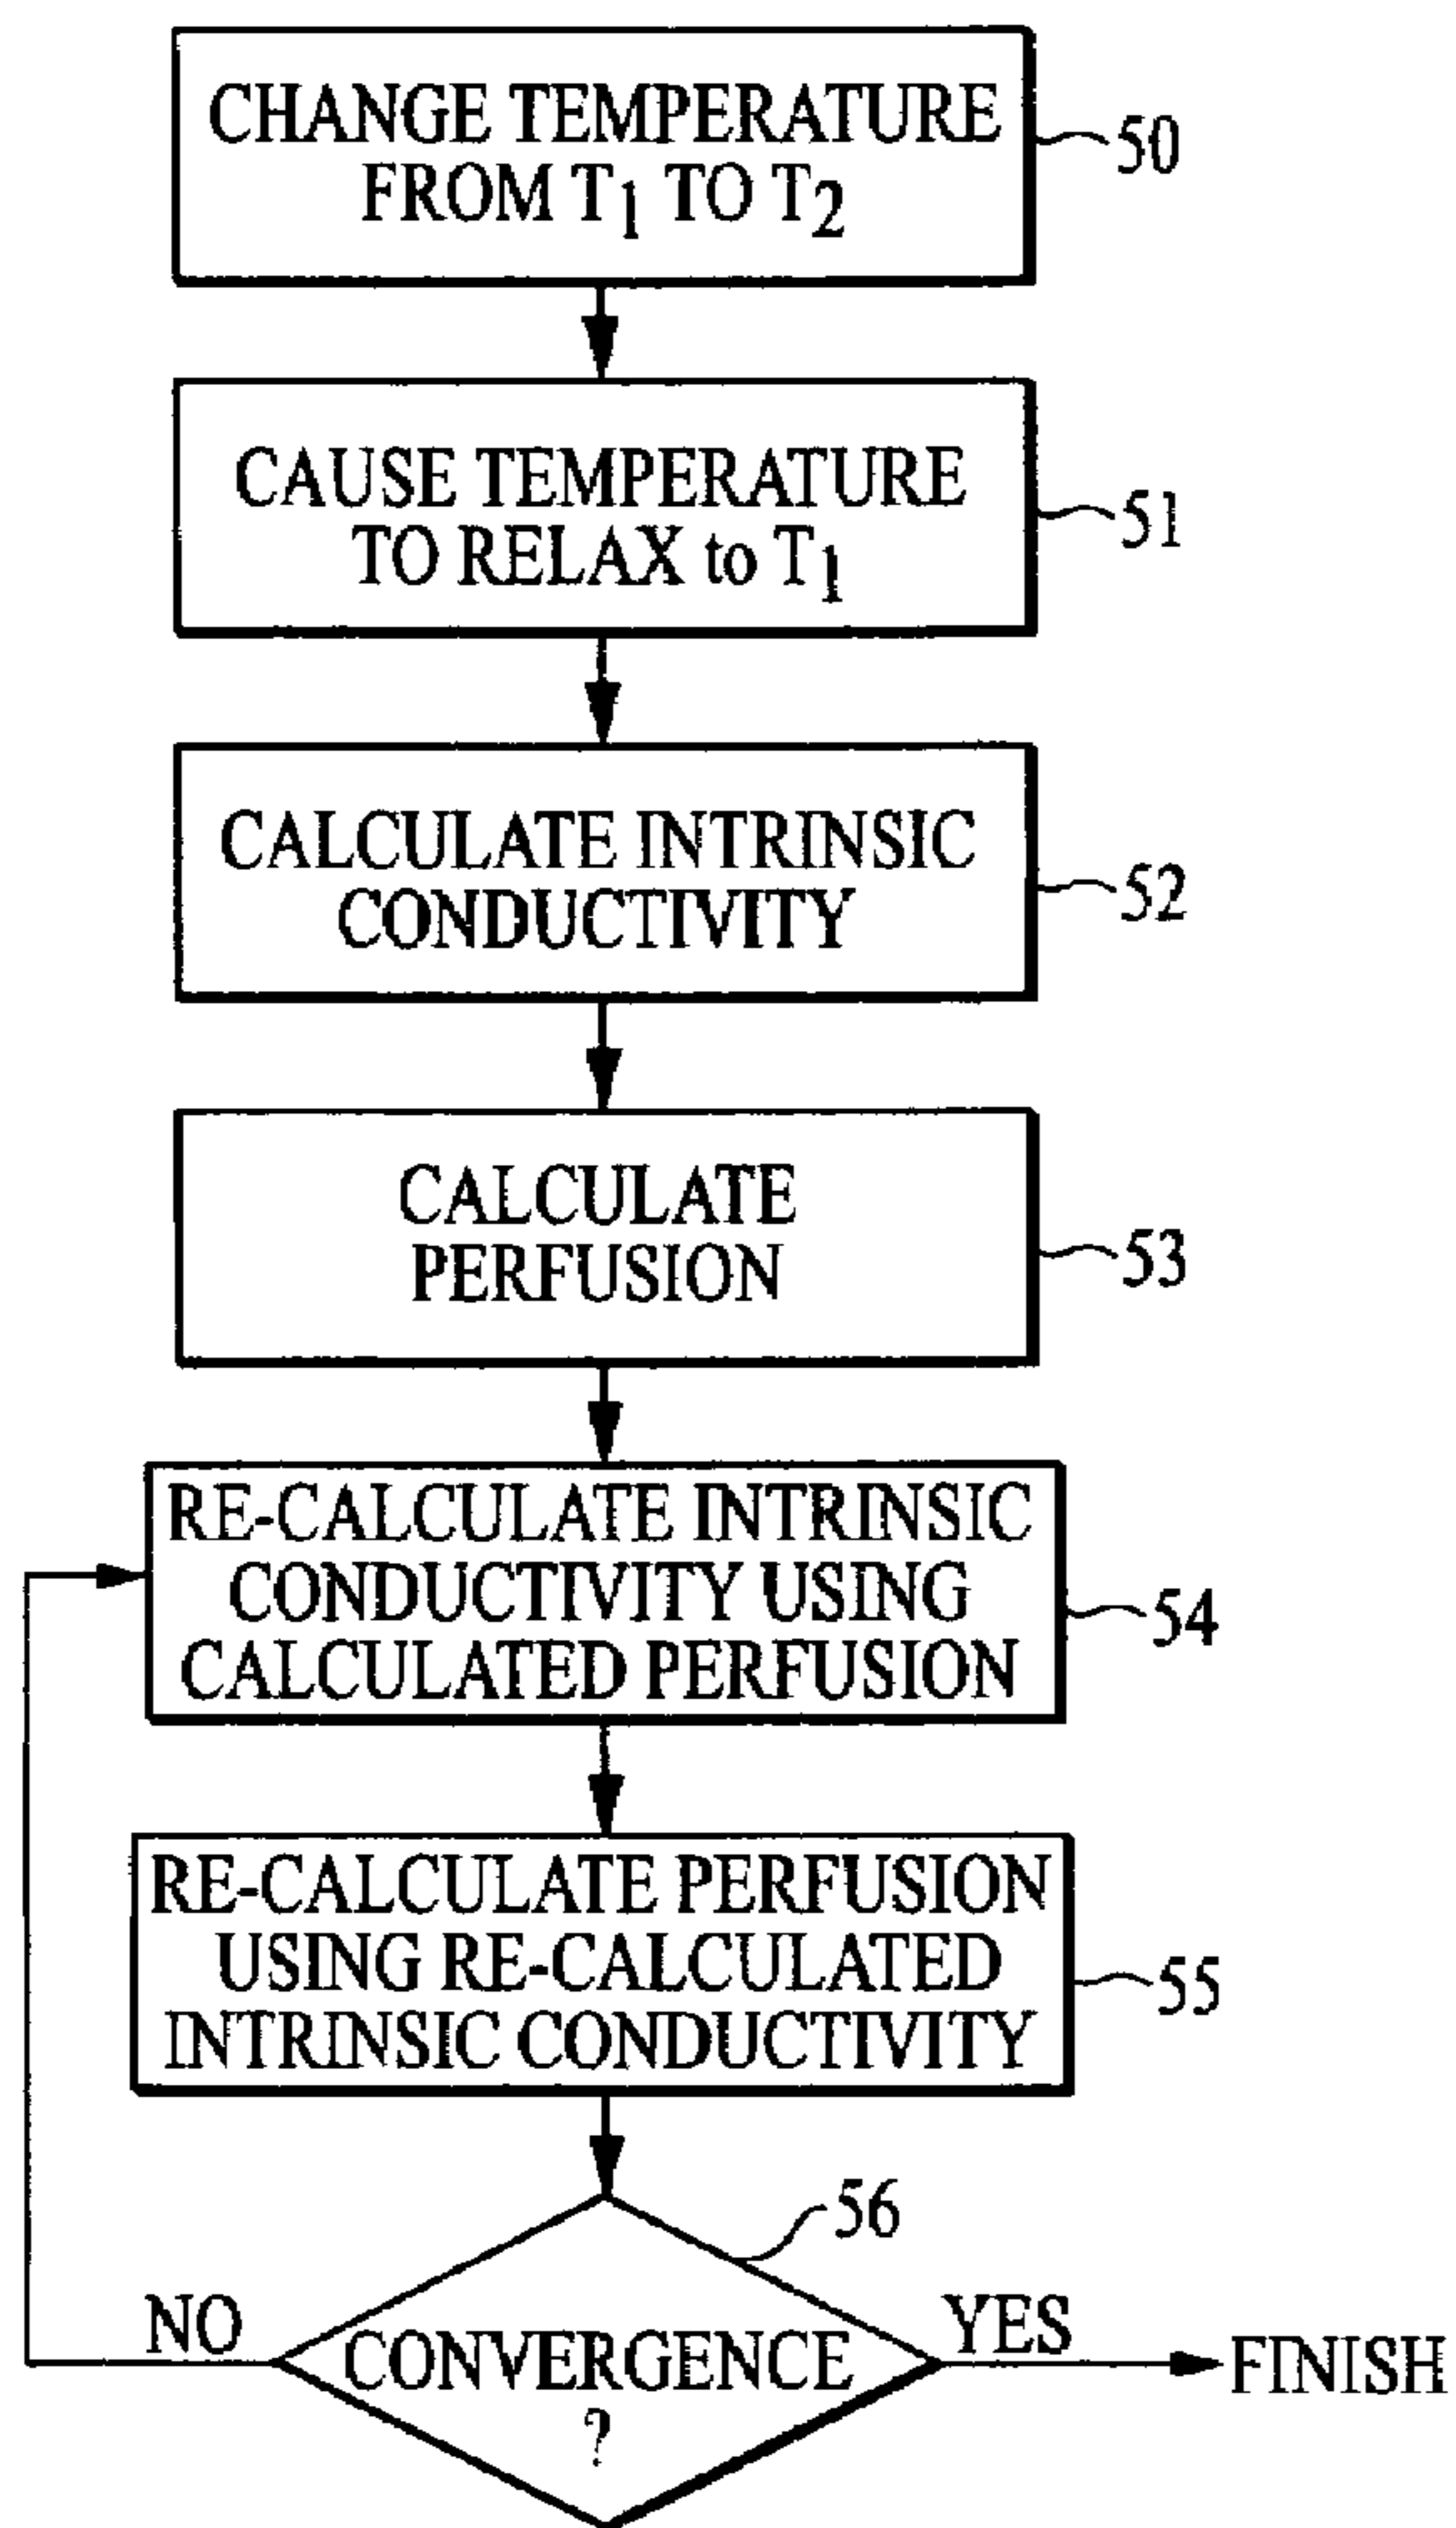 CHANGE TEMPERATURE
FROM T1 TO T2
50
CAUSE TEMPERATURE
TO RELAX to T1
51
CALCULATE INTRINSIC
CONDUCTIVITY
52
CALCULATE
PERFUSION
53
RE-CALCULATE INTRINSIC
CONDUCTIVITY USING
CALCULATED PERFUSION
54
RE-CALCULATE PERFUSION
USING RE-CALCULATED
INTRINSIC CONDUCTIVITY
55
56
NO
CONVERGENCE
?
YES
FINISH